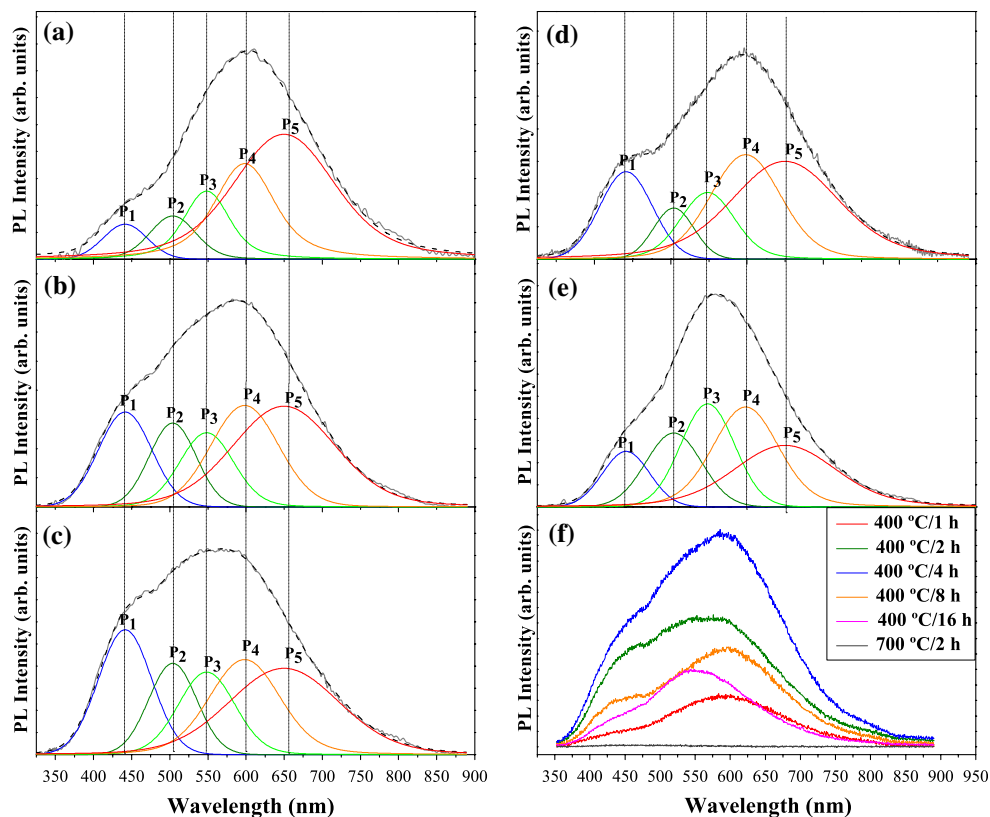 (a)
PL Intensity (arb. units)
P1
P2
P3
P4
P5
(b)
PL Intensity (arb. units)
P1
P2
P3
P4
P5
(c)
PL Intensity (arb. units)
P1
P2
P3
P4
P5
350 400 450 500 550 600 650 700 750 800 850 900
Wavelength (nm)
(d)
PL Intensity (arb. units)
P1
P2
P3
P4
P5
(e)
PL Intensity (arb. units)
P1
P2
P3
P4
P5
(f)
PL Intensity (arb. units)
400 ºC/1 h
400 ºC/2 h
400 ºC/4 h
400 ºC/8 h
400 ºC/16 h
700 ºC/2 h
350 400 450 500 550 600 650 700 750 800 850 900 950
Wavelength (nm)